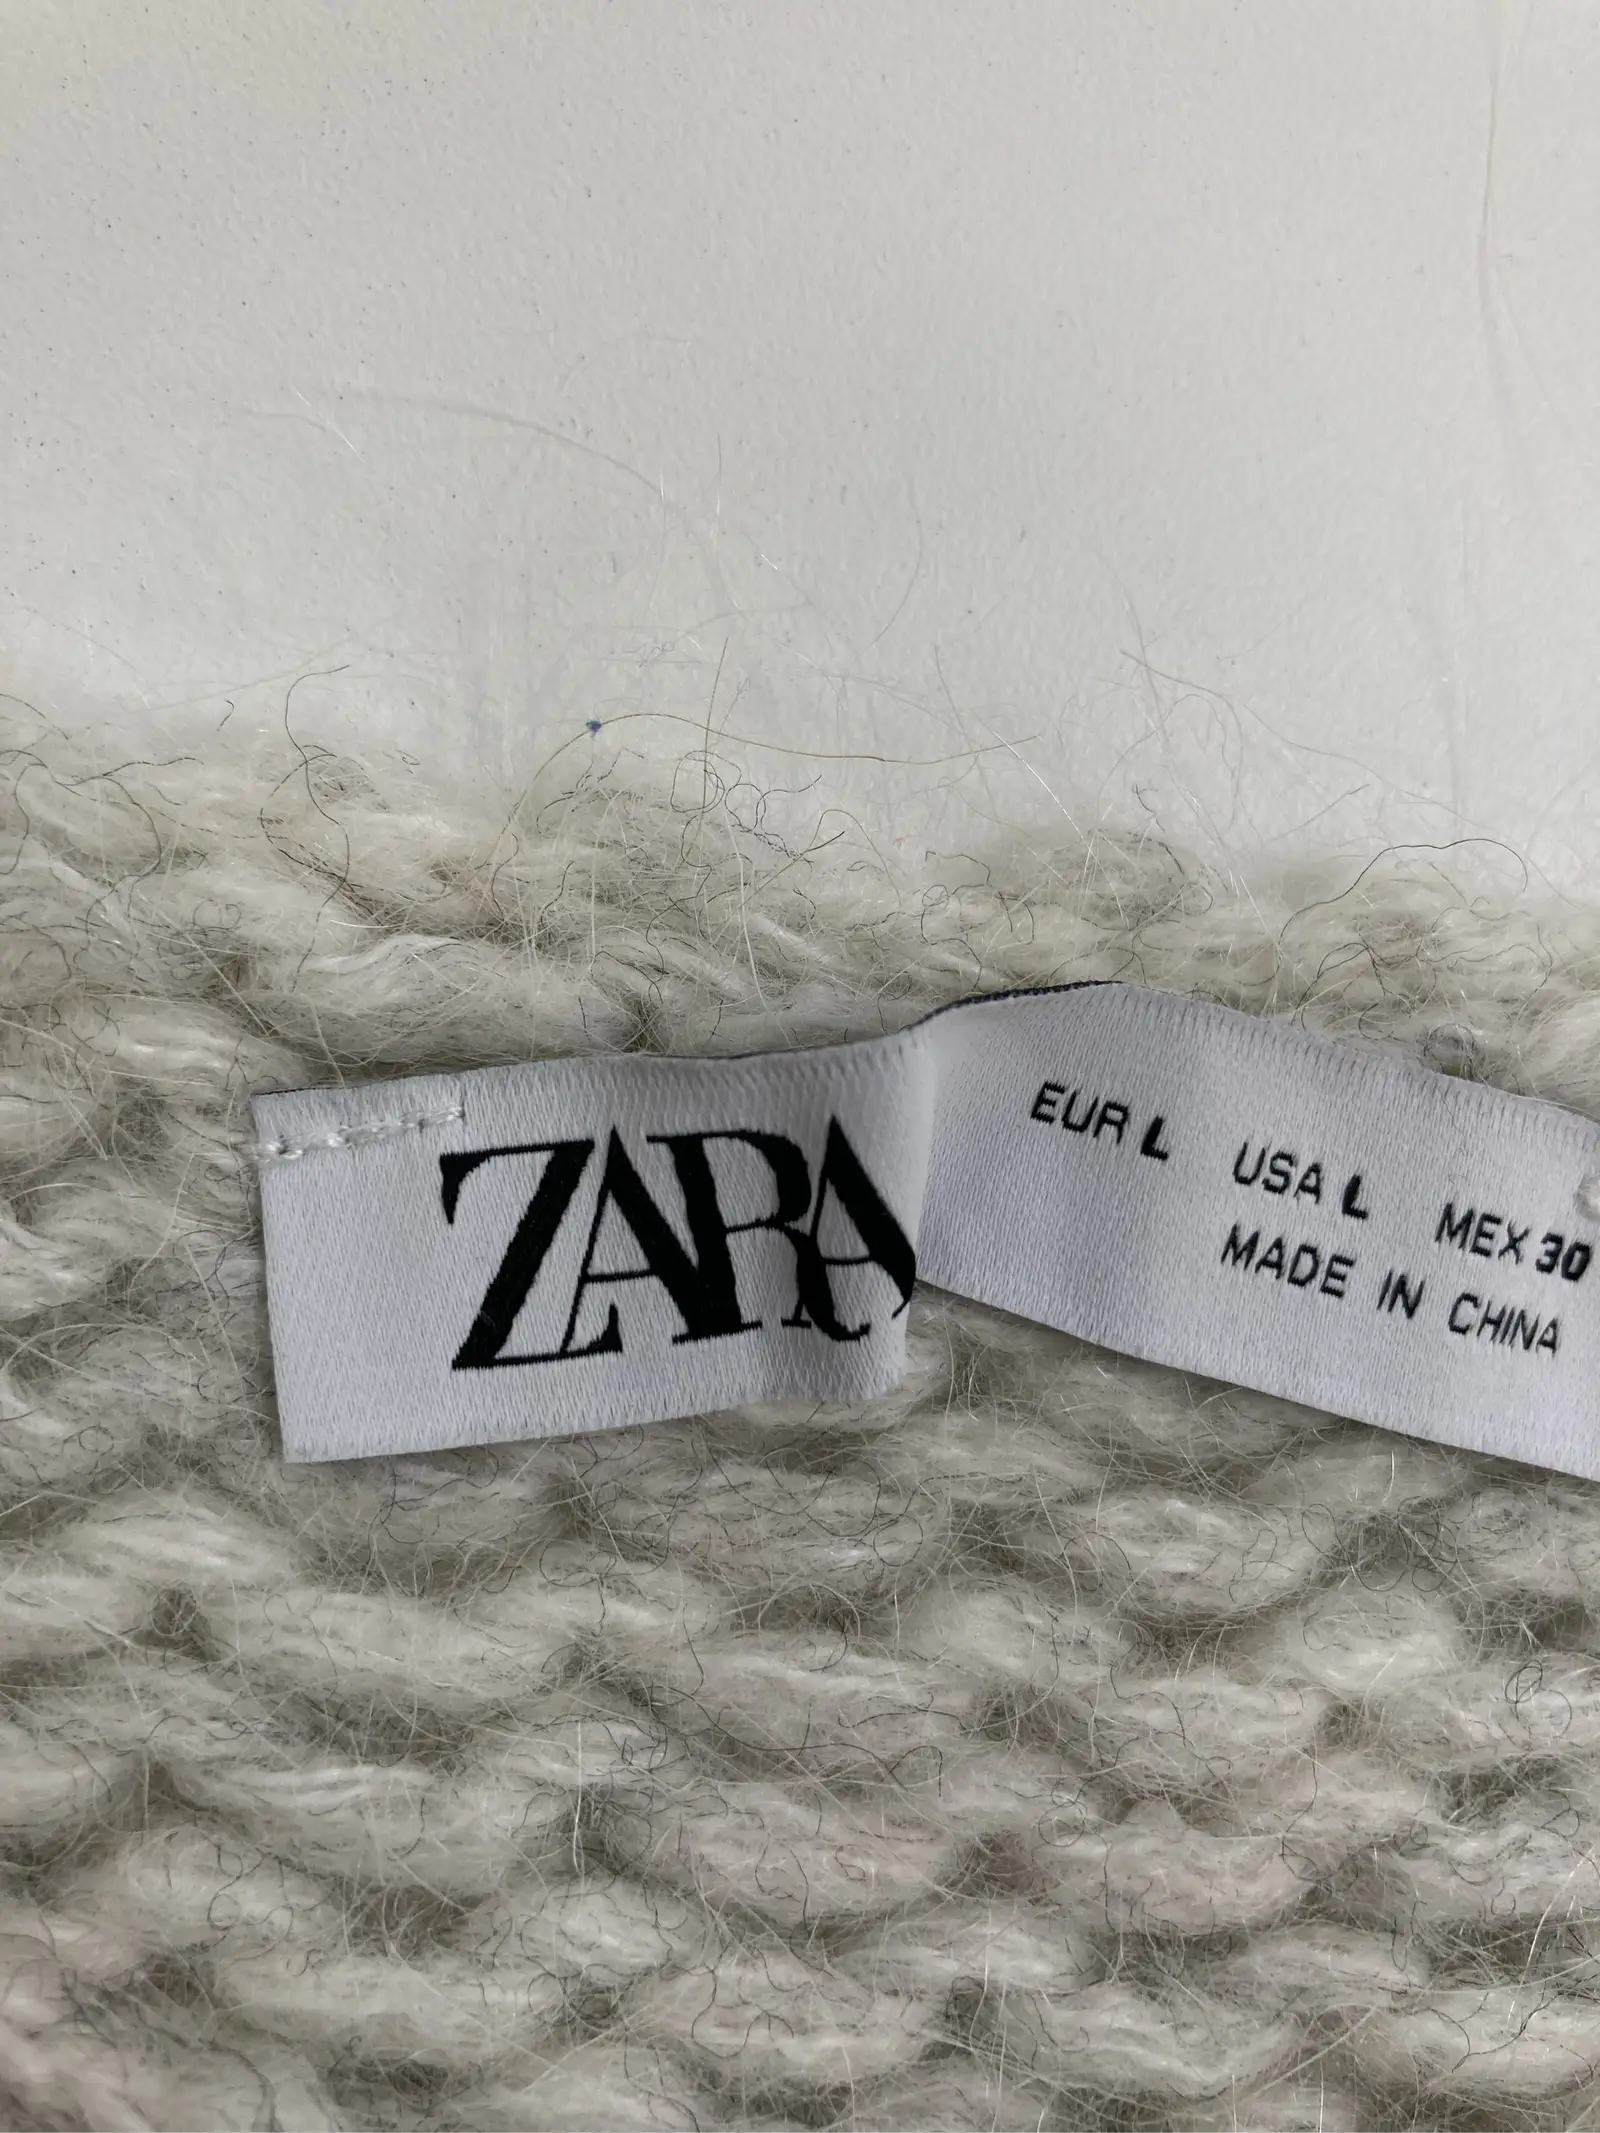 ZARA
EUR L USA L MEX 30
MADE IN CHINA